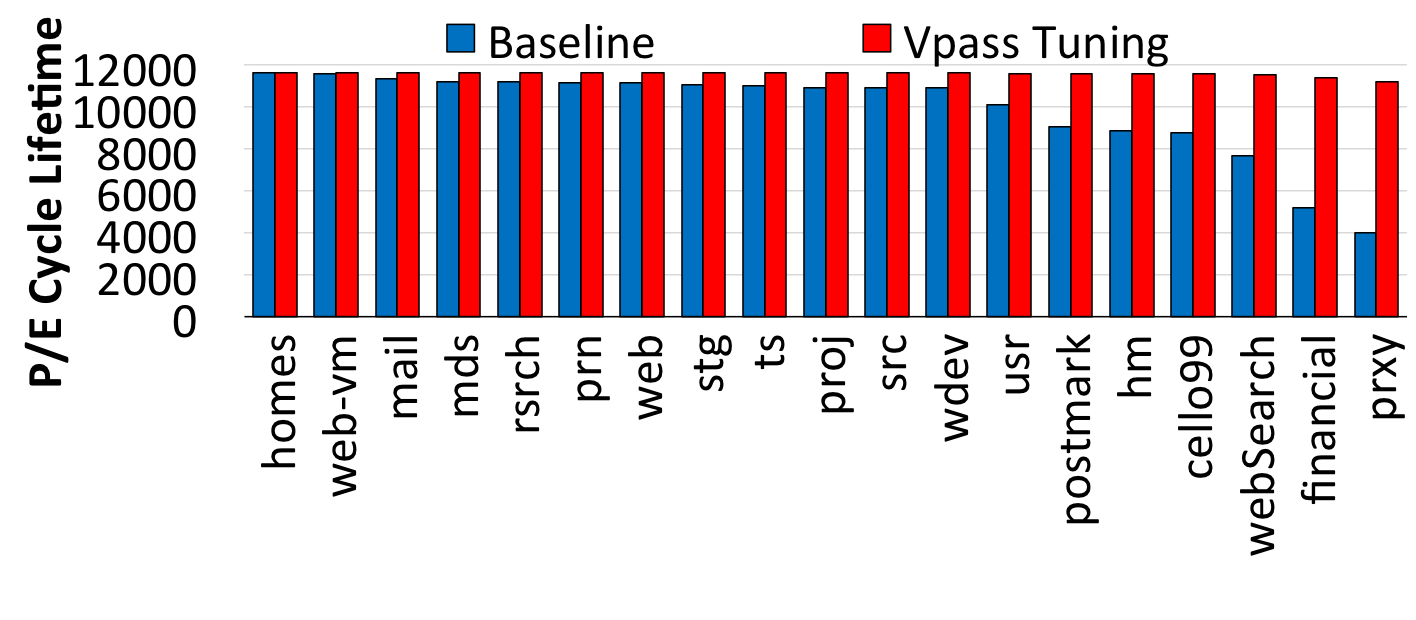 Baseline
Vpass Tuning
P/E Cycle Lifetime
12000
10000
8000
6000
4000
2000
0
homes
web-vm
mail
mds
rsrch
prn
web
stg
ts
proj
src
wdev
usr
postmark
hm
cello99
webSearch
financial
prxy